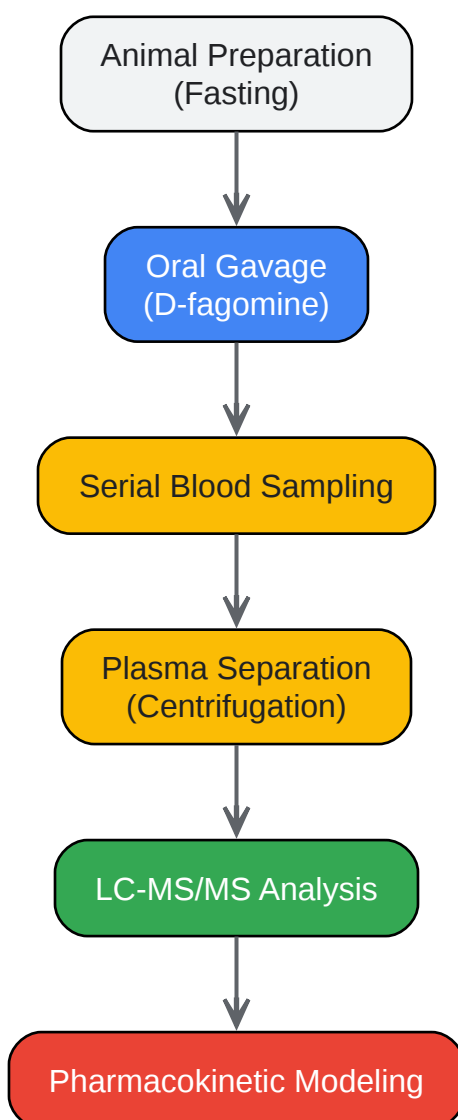 Animal Preparation
(Fasting)
Oral Gavage
(D-fagomine)
Serial Blood Sampling
Plasma Separation
(Centrifugation)
LC-MS/MS Analysis
Pharmacokinetic Modeling